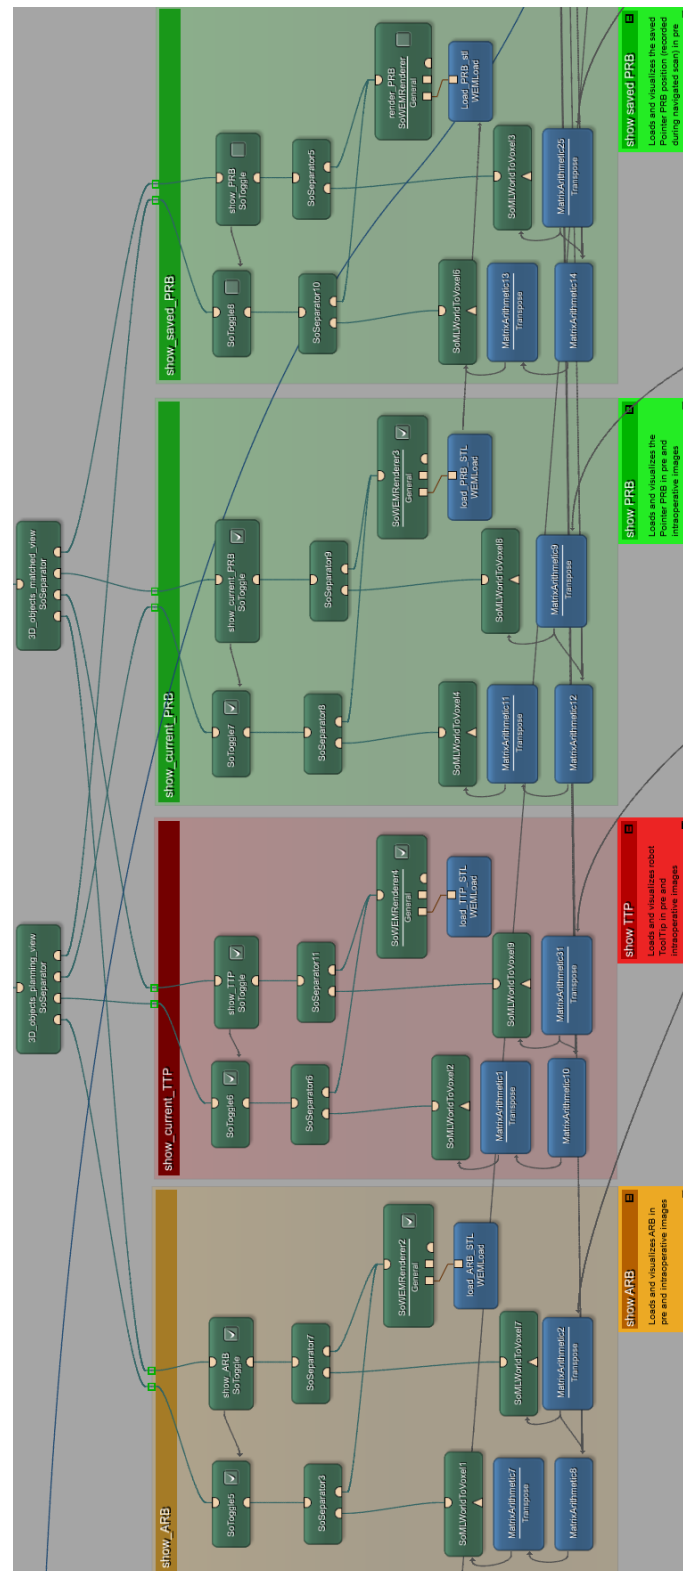 3D_objects_planning_view
SoSeparator
3D_objects_matched_view
SoSeparator
show_ARB
SoToggle5
show_ARB
SoToggle
SoSeparator3
SoSeparator7
SoWEMRenderer2
General
load_ARB_STL
WEMLoad
SoMLWorldToVoxel1
SoMLWorldToVoxel7
MatrixArithmetic7
Transpose
MatrixArithmetic2
Transpose
MatrixArithmetic8
show ARB
Loads and visualizes ARB in
pre and intraoperative images
show_current_TTP
SoToggle6
show_TTP
SoToggle
SoSeparator6
SoSeparator11
SoWEMRenderer4
General
load_TTP_STL
WEMLoad
SoMLWorldToVoxel2
SoMLWorldToVoxel9
MatrixArithmetic1
Transpose
MatrixArithmetic31
Transpose
MatrixArithmetic10
show TTP
Loads and visualizes robot
ToolTip in pre and
intraoperative images
show_current_PRB
SoToggle7
show_current_PRB
SoToggle
SoSeparator8
SoSeparator9
SoWEMRenderer3
General
load_PRB_STL
WEMLoad
SoMLWorldToVoxel4
SoMLWorldToVoxel8
MatrixArithmetic11
Transpose
MatrixArithmetic9
Transpose
MatrixArithmetic12
show PRB
Loads and visualizes the
Pointer PRB in pre and
intraoperative images
show_saved_PRB
SoToggle8
show_PRB
SoToggle
SoSeparator10
SoSeparator5
render_PRB
SoWEMRenderer
General
Load_PRB_stl
WEMLoad
SoMLWorldToVoxel6
SoMLWorldToVoxel3
MatrixArithmetic13
Transpose
MatrixArithmetic25
Transpose
MatrixArithmetic14
show saved PRB
Loads and visualizes the saved
Pointer PRB position (recorded
during navigated scan) in pre